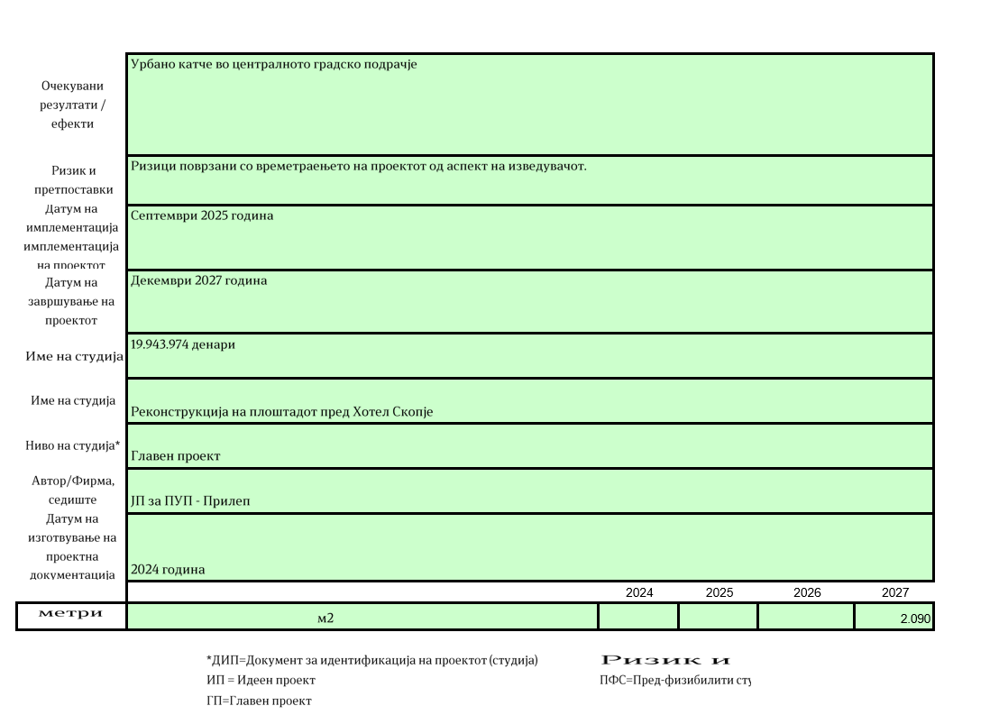 Очекувани
резултати /
ефекти
Урбано катче во централното градско подрачје
Ризик и
претпоставки
Ризици поврзани со времетраењето на проектот од аспект на изведувачот.
Датум на
имплементација
имплементација
на проектот
Септември 2025 година
Датум на
завршување на
проектот
Декември 2027 година
Име на студија
19.943.974 денари
Име на студија
Реконструкција на плоштадот пред Хотел Скопје
Ниво на студија*
Главен проект
Автор/Фирма,
седиште
ЈП за ПУП - Прилеп
Датум на
изготвување на
проектна
документација
2024 година
2024 2025 2026 2027
метри м2 2.090
*ДИП=Документ за идентификација на проектот (студија) Ризик и
ИП = Идеен проект ПФС=Пред-физибилити
ГП=Главен проект